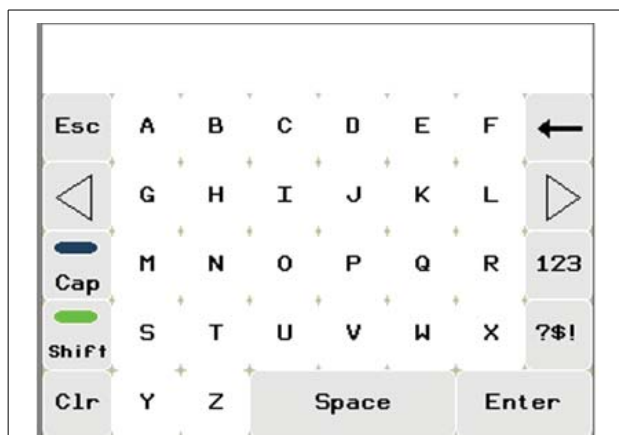 Esc A B C D E F ←
G H I J K L
Cap M N O P Q R 123
Shift S T U V W X ?$!
Clr Y Z Space Enter